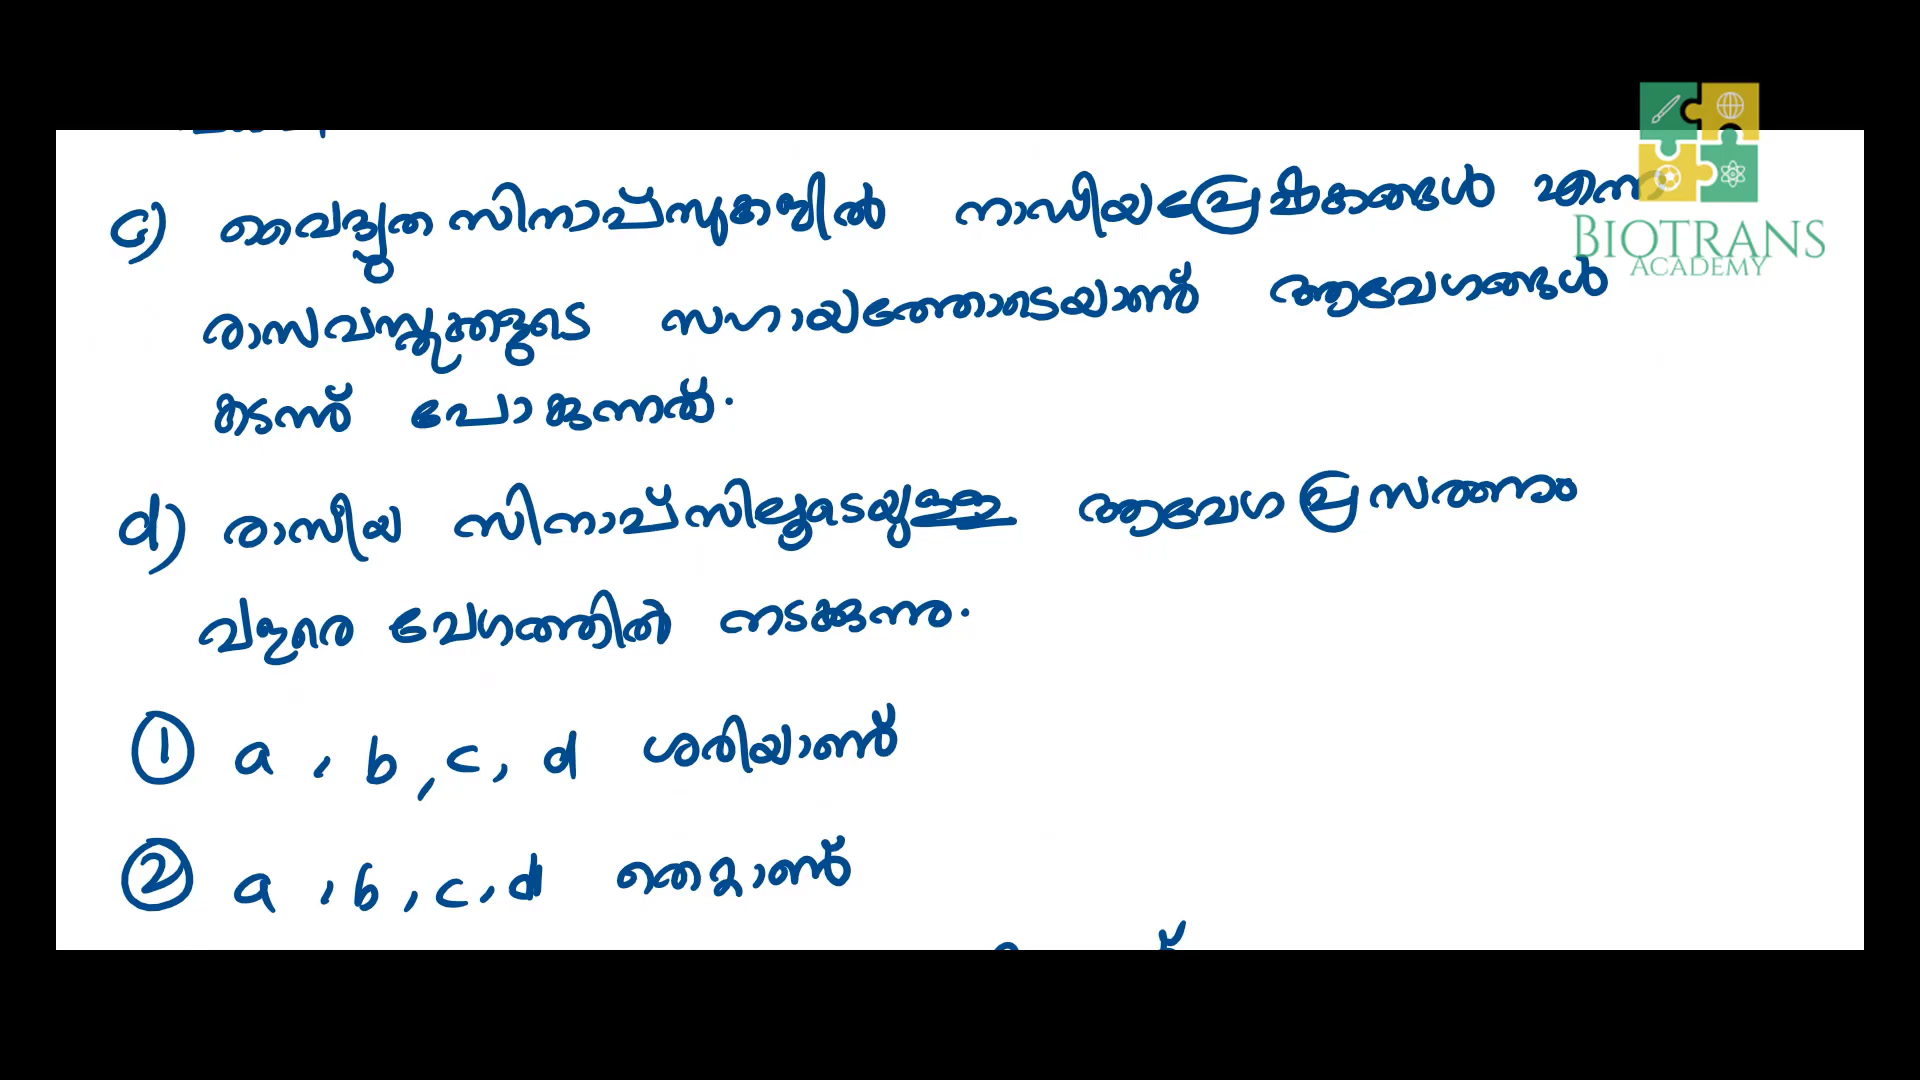 c) വൈദ്യുത സിനാപ്സുകളിൽ നാഡീയപ്രേഷകങ്ങൾ എന്ന
രാസവസ്തുക്കളുടെ സഹായത്തോടെയാണ് ആവേഗങ്ങൾ
കടന്ന് പോകുന്നത്.
d) രാസീയ സിനാപ്സിലൂടെയുള്ള ആവേഗ പ്രസരണം
വളരെ വേഗത്തിൽ നടക്കുന്നു.
① a, b, c, d ശരിയാണ്
② a, b, c, d തെറ്റാണ്
BIOTRANS
ACADEMY